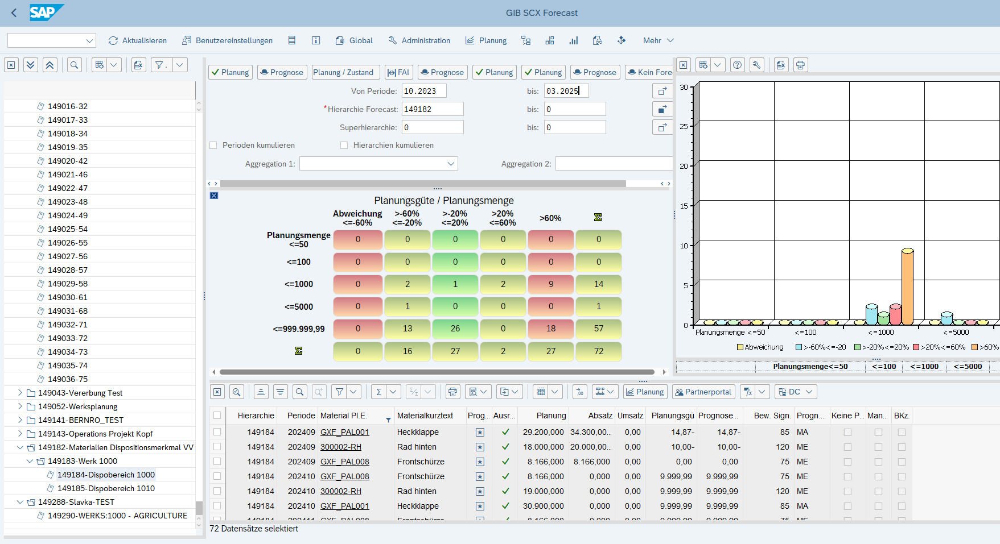 SAP
GIB SCX Forecast
Aktualisieren Benutzereinstellungen Global Administration Planung Mehr
149016-32
149017-33
149018-34
149019-35
149020-42
149021-46
149022-47
149023-48
149024-49
149025-54
149026-55
149027-56
149028-57
149029-58
149030-61
149031-68
149032-71
149033-72
149034-73
149035-74
149036-75
149043-Vererbung Test
149052-Werksplanung
149141-BERNRO_TEST
149143-Operations Projekt Kopf
149182-Materialien Dispositionsmerkmal VV
149183-Werk 1000
149184-Dispobereich 1000
149185-Dispobereich 1010
149288-Slavka-TEST
149290-WERKS:1000 - AGRICULTURE
Planung Prognose Planung / Zustand FAI Prognose Planung Planung Prognose Kein Fore
Von Periode: 10.2023 bis: 03.2025
*Hierarchie Forecast: 149182 bis: 0
Superhierarchie: 0 bis: 0
Perioden kumulieren Hierarchien kumulieren
Aggregation 1: Aggregation 2:
Planungsgüte / Planungsmenge
Abweichung <=-60% >-60% <=-20% >-20% <=20% >20% <=60% >60% Σ
Planungsmenge <=50 0 0 0 0 0 0
<=100 0 0 0 0 0 0
<=1000 0 2 1 2 9 14
<=5000 0 1 0 0 0 1
<=999.999,99 0 13 26 0 18 57
Σ 0 16 27 2 27 72
30
25
20
15
10
5
0
Planungsmenge <=50 <=100 <=1000 <=5000
Abweichung >-60%<=-20 >-20%<=20% >20%<=60% >60%
Planungsmenge<=50 <=100 <=1000 <=5000
Planung Partnerportal DC
Hierarchie Periode Material Pl.E. Materialkurztext Prog... Ausr... Planung Absatz Umsatz Planungsgü Prognose... Bew. Sign. Progn.... Keine P... Man... BKz.
149184 202409 GXF_PAL001 Heckklappe 29.200,000 34.300,00... 0,00 14,87- 14,87- 85 MA
149184 202409 300002-RH Rad hinten 18.000,000 20.000,00... 0,00 10,00- 10,00- 120 ME
149184 202409 GXF_PAL008 Frontschürze 8.166,000 8.166,000 0,00 0,00 0,00 75 ME
149184 202410 GXF_PAL008 Frontschürze 8.166,000 0,000 0,00 9.999,99 9.999,99 75 ME
149184 202410 300002-RH Rad hinten 19.000,000 0,000 0,00 9.999,99 9.999,99 120 ME
149184 202410 GXF_PAL001 Heckklappe 30.900,000 0,000 0,00 9.999,99 9.999,99 85 MA
72 Datensätze selektiert